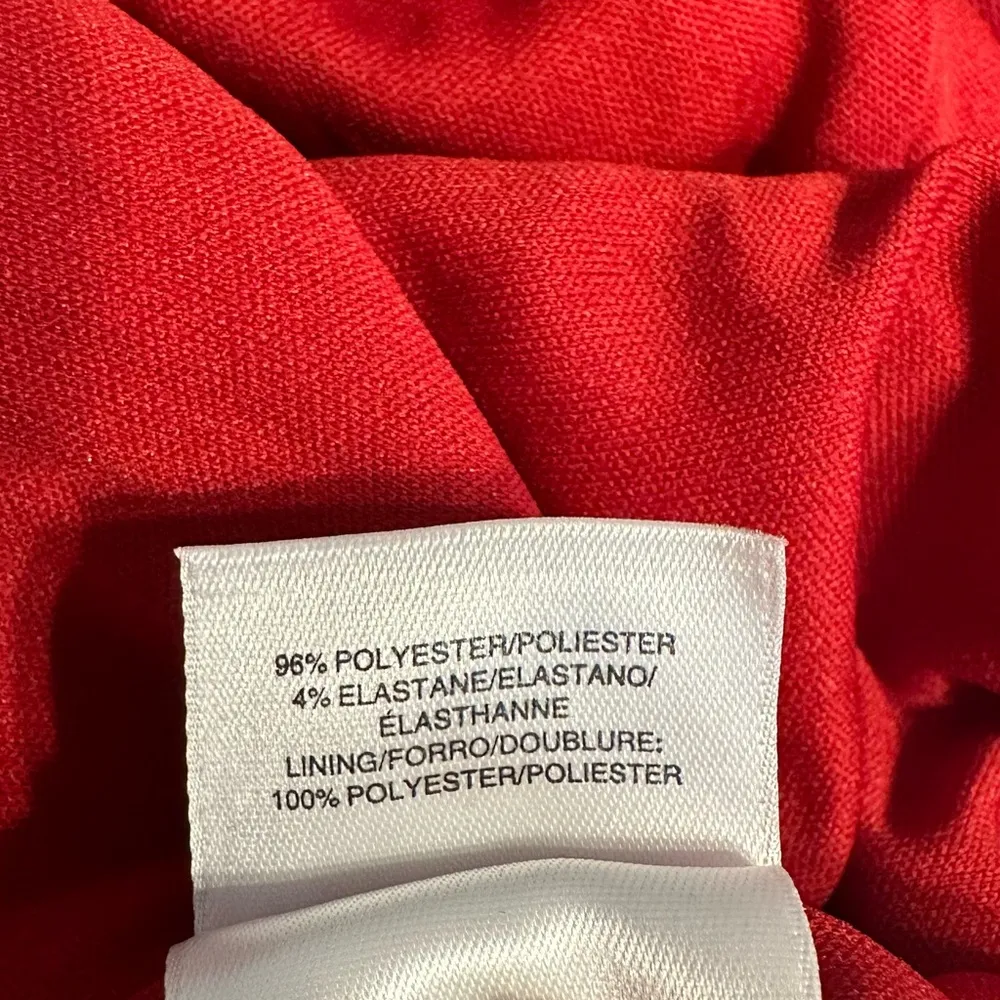 96% POLYESTER/POLIESTER
4% ELASTANE/ELASTANO/
ÉLASTHANNE
LINING/FORRO/DOUBLURE:
100% POLYESTER/POLIESTER